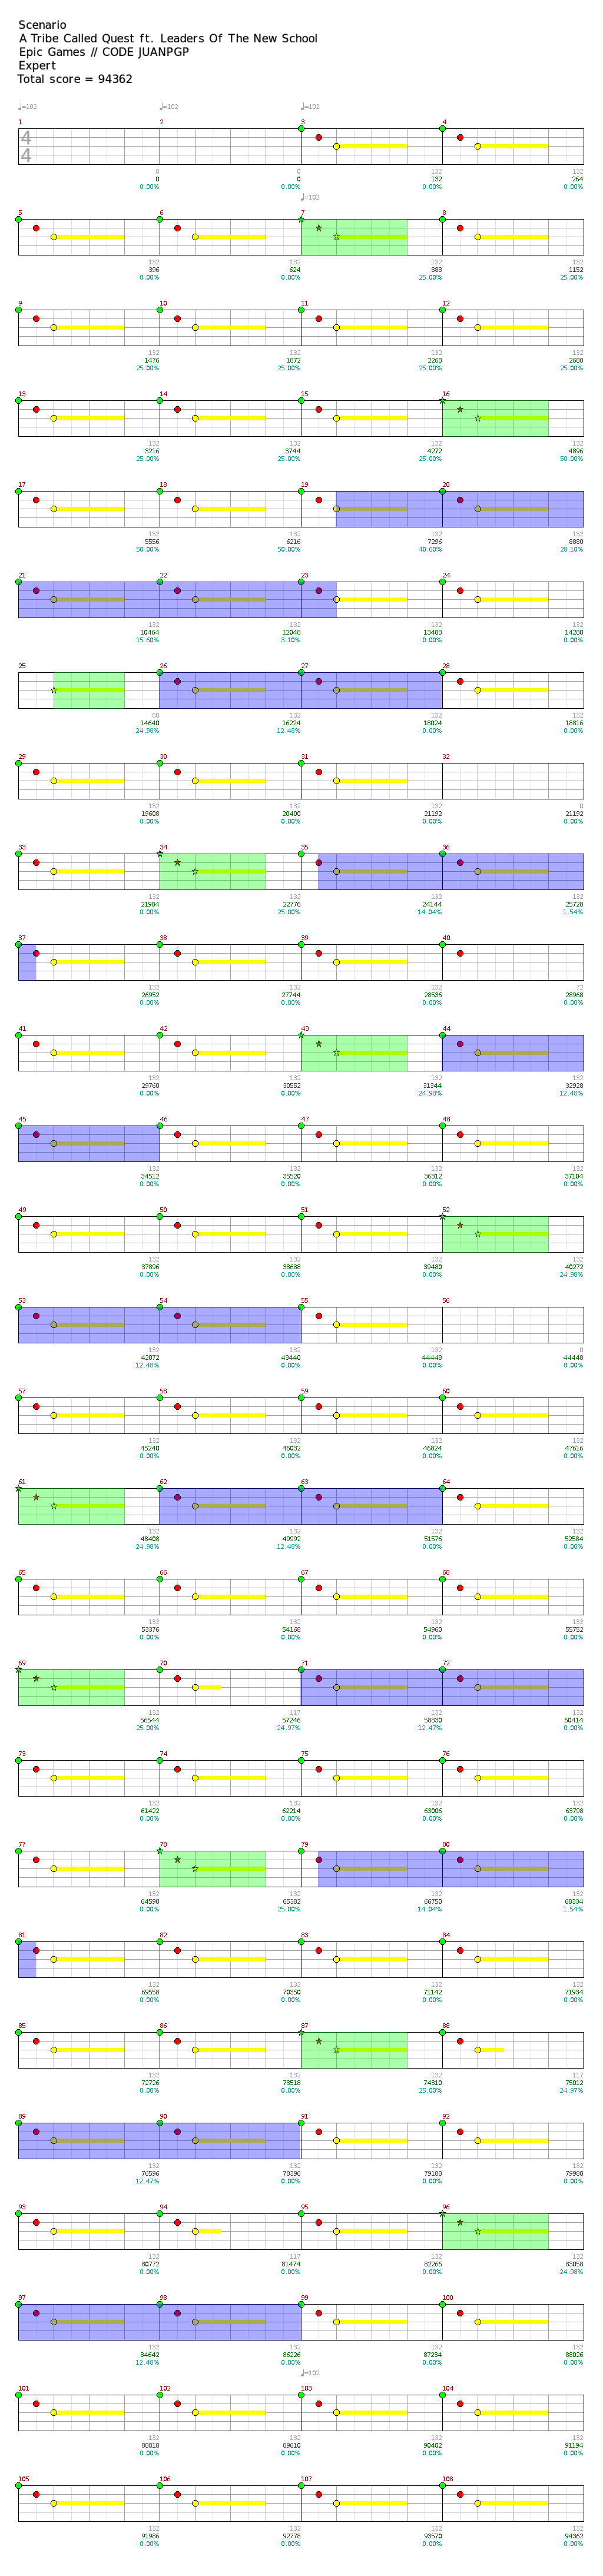 Scenario
A Tribe Called Quest ft. Leaders Of The New School
Epic Games // CODE JUANPGP
Expert
Total score = 94362
♩=102 ♩=102 ♩=102
1 2 3 4
4
4
0 0 132 132
0 0 132 264
0.00% 0.00% 0.00% 0.00%
♩=102
5 6 7 8
132 132 132 132
396 624 888 1152
0.00% 0.00% 25.00% 25.00%
9 10 11 12
132 132 132 132
1476 1872 2268 2688
25.00% 25.00% 25.00% 25.00%
13 14 15 16
132 132 132 132
3216 3744 4272 4896
25.00% 25.00% 25.00% 50.00%
17 18 19 20
132 132 132 132
5556 6216 7296 8880
50.00% 50.00% 40.60% 28.10%
21 22 23 24
132 132 132 132
10464 12048 13488 14280
15.60% 3.10% 0.00% 0.00%
25 26 27 28
60 132 132 132
14640 16224 18024 18816
24.98% 12.48% 0.00% 0.00%
29 30 31 32
132 132 132 0
19608 20400 21192 21192
0.00% 0.00% 0.00% 0.00%
33 34 35 36
132 132 132 132
21984 22776 24144 25728
0.00% 25.00% 14.04% 1.54%
37 38 39 40
132 132 132 72
26952 27744 28536 28968
0.00% 0.00% 0.00% 0.00%
41 42 43 44
132 132 132 132
29760 30552 31344 32928
0.00% 0.00% 24.98% 12.48%
45 46 47 48
132 132 132 132
34512 35520 36312 37104
0.00% 0.00% 0.00% 0.00%
49 50 51 52
132 132 132 132
37896 38688 39480 40272
0.00% 0.00% 0.00% 24.98%
53 54 55 56
132 132 132 0
42072 43440 44448 44448
12.48% 0.00% 0.00% 0.00%
57 58 59 60
132 132 132 132
45240 46032 46824 47616
0.00% 0.00% 0.00% 0.00%
61 62 63 64
132 132 132 132
48408 49992 51576 52584
24.98% 12.48% 0.00% 0.00%
65 66 67 68
132 132 132 132
53376 54168 54960 55752
0.00% 0.00% 0.00% 0.00%
69 70 71 72
132 117 132 132
56544 57246 58830 60414
25.00% 24.97% 12.47% 0.00%
73 74 75 76
132 132 132 132
61422 62214 63006 63798
0.00% 0.00% 0.00% 0.00%
77 78 79 80
132 132 132 132
64590 65382 66750 68334
0.00% 25.00% 14.04% 1.54%
81 82 83 84
132 132 132 132
69558 70350 71142 71934
0.00% 0.00% 0.00% 0.00%
85 86 87 88
132 132 132 117
72726 73518 74310 75012
0.00% 0.00% 25.00% 24.97%
89 90 91 92
132 132 132 132
76596 78396 79188 79980
12.47% 0.00% 0.00% 0.00%
93 94 95 96
132 117 132 132
80772 81474 82266 83058
0.00% 0.00% 0.00% 24.98%
97 98 99 100
132 132 132 132
84642 86226 87234 88026
12.48% 0.00% 0.00% 0.00%
♩=102
101 102 103 104
132 132 132 132
88818 89610 90402 91194
0.00% 0.00% 0.00% 0.00%
105 106 107 108
132 132 132 132
91986 92778 93570 94362
0.00% 0.00% 0.00% 0.00%